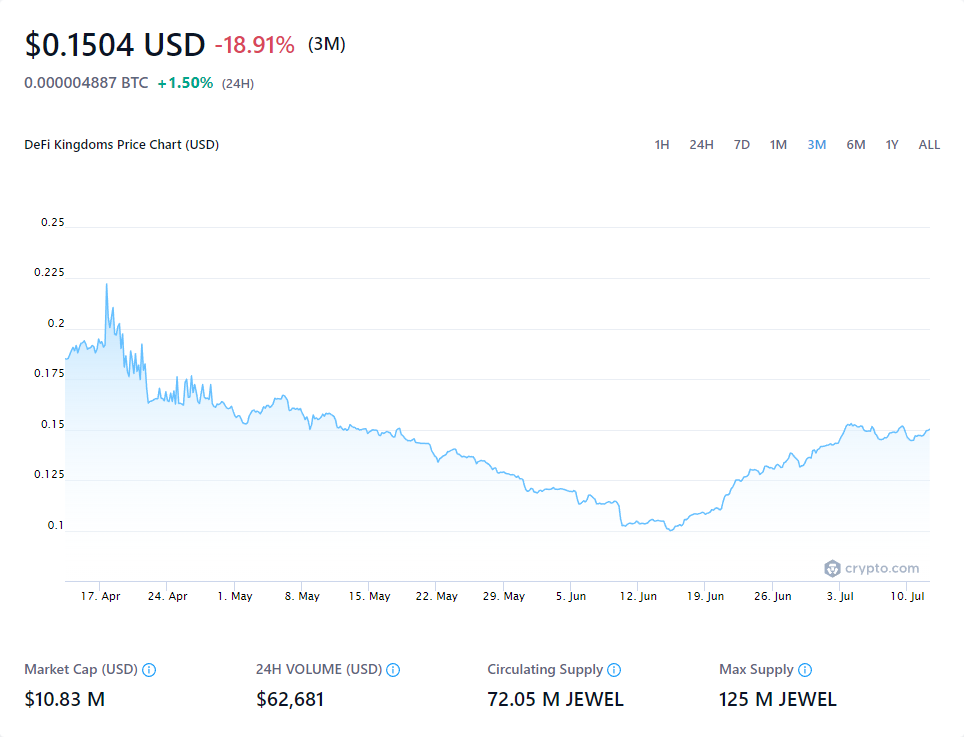 $0.1504 USD -18.91% (3M)
0.000004887 BTC +1.50% (24H)
DeFi Kingdoms Price Chart (USD) 1H 24H 7D 1M 3M 6M 1Y ALL
0.25
0.225
0.2
0.175
0.15
0.125
0.1
crypto.com
17. Apr 24. Apr 1. May 8. May 15. May 22. May 29. May 5. Jun 12. Jun 19. Jun 26. Jun 3. Jul 10. Jul
Market Cap (USD) 24H VOLUME (USD) Circulating Supply Max Supply
$10.83 M $62,681 72.05 M JEWEL 125 M JEWEL